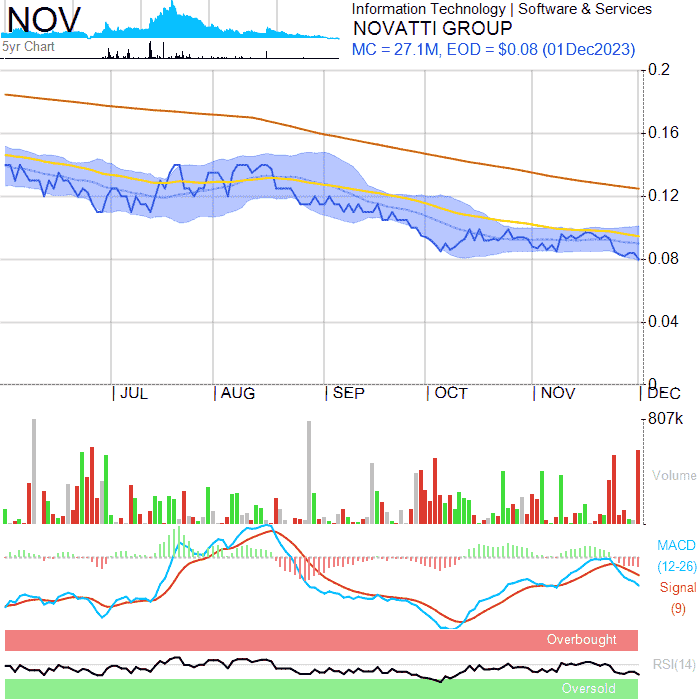 NOV
5yr Chart
Information Technology | Software & Services
NOVATTI GROUP
MC = 27.1M, EOD = $0.08 (01Dec2023)
0.2
0.16
0.12
0.08
0.04
0
JUL AUG SEP OCT NOV DEC
807k
Volume
MACD
(12-26)
Signal
(9)
Overbought
RSI(14)
Oversold